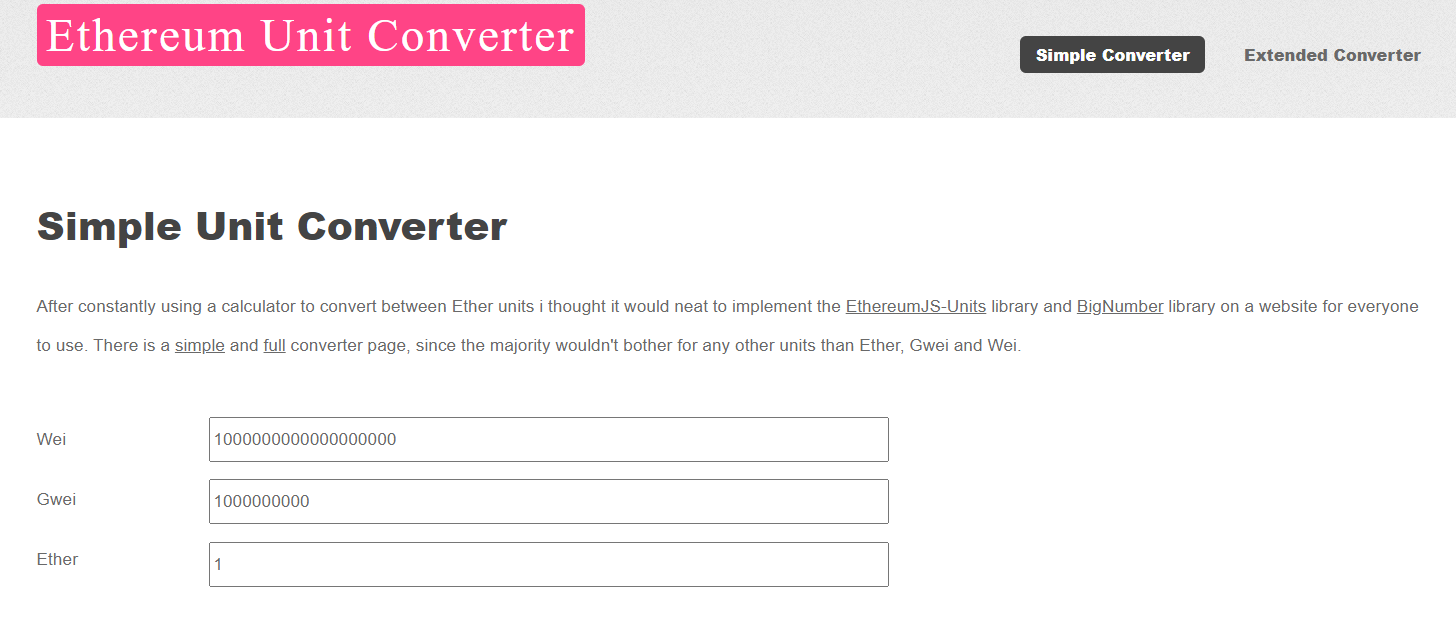 Ethereum Unit Converter
Simple Converter
Extended Converter
Simple Unit Converter
After constantly using a calculator to convert between Ether units i thought it would neat to implement the EthereumJS-Units library and BigNumber library on a website for everyone
to use. There is a simple and full converter page, since the majority wouldn't bother for any other units than Ether, Gwei and Wei.
Wei
1000000000000000000
Gwei
1000000000
Ether
1